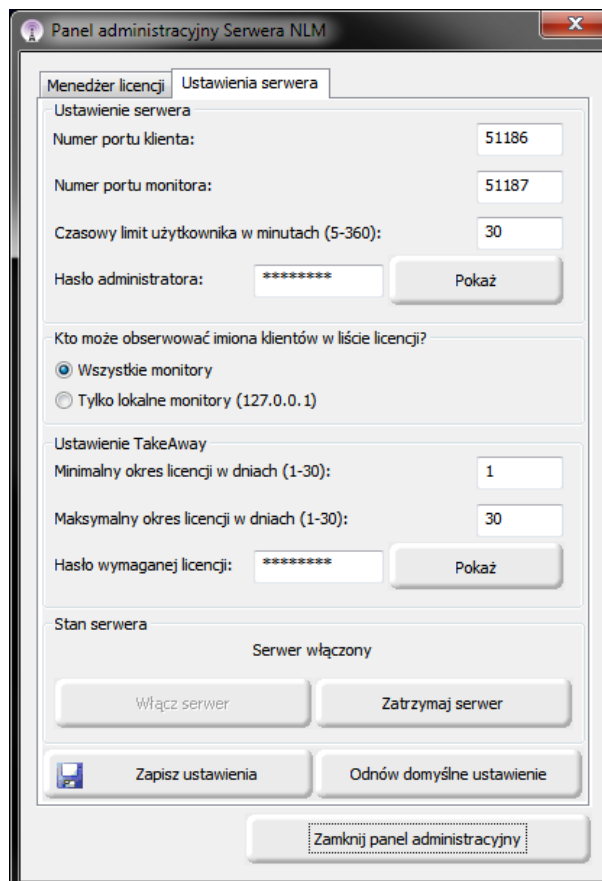 Panel administracyjny Serwera NLM
Menedżer licencji
Ustawienia serwera
Ustawienie serwera
Numer portu klienta:
51186
Numer portu monitora:
51187
Czasowy limit użytkownika w minutach (5-360):
30
Hasło administratora:
********
Pokaż
Kto może obserwować imiona klientów w liście licencji?
Wszystkie monitory
Tylko lokalne monitory (127.0.0.1)
Ustawienie TakeAway
Minimalny okres licencji w dniach (1-30):
1
Maksymalny okres licencji w dniach (1-30):
30
Hasło wymaganej licencji:
********
Pokaż
Stan serwera
Serwer włączony
Włącz serwer
Zatrzymaj serwer
Zapisz ustawienia
Odnów domyślne ustawienie
Zamknij panel administracyjny